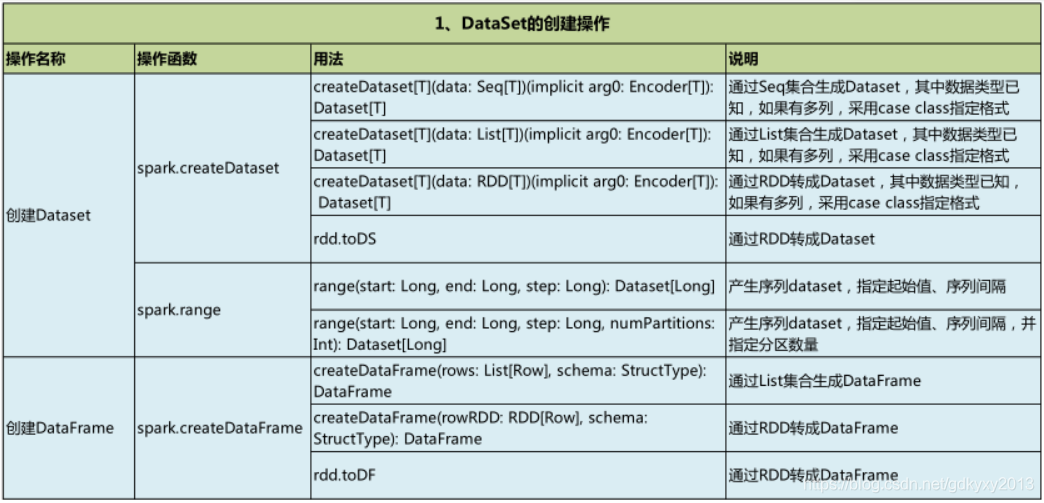 1、DataSet的创建操作
操作名称
操作函数
用法
说明
创建Dataset
spark.createDataset
createDataset[T](data: Seq[T])(implicit arg0: Encoder[T]):
Dataset[T]
通过Seq集合生成Dataset，其中数据类型已
知，如果有多列，采用case class指定格式
createDataset[T](data: List[T])(implicit arg0: Encoder[T]):
Dataset[T]
通过List集合生成Dataset，其中数据类型已
知，如果有多列，采用case class指定格式
createDataset[T](data: RDD[T])(implicit arg0: Encoder[T]):
Dataset[T]
通过RDD转成Dataset，其中数据类型已知，
如果有多列，采用case class指定格式
rdd.toDS
通过RDD转成Dataset
spark.range
range(start: Long, end: Long, step: Long): Dataset[Long]
产生序列dataset，指定起始值、序列间隔
range(start: Long, end: Long, step: Long, numPartitions:
Int): Dataset[Long]
产生序列dataset，指定起始值、序列间隔，并
指定分区数量
创建DataFrame
spark.createDataFrame
createDataFrame(rows: List[Row], schema: StructType):
DataFrame
通过List集合生成DataFrame
createDataFrame(rowRDD: RDD[Row], schema:
StructType): DataFrame
通过RDD转成DataFrame
rdd.toDF
通过RDD转成DataFrame
https://blog.csdn.net/gdkyxy2013